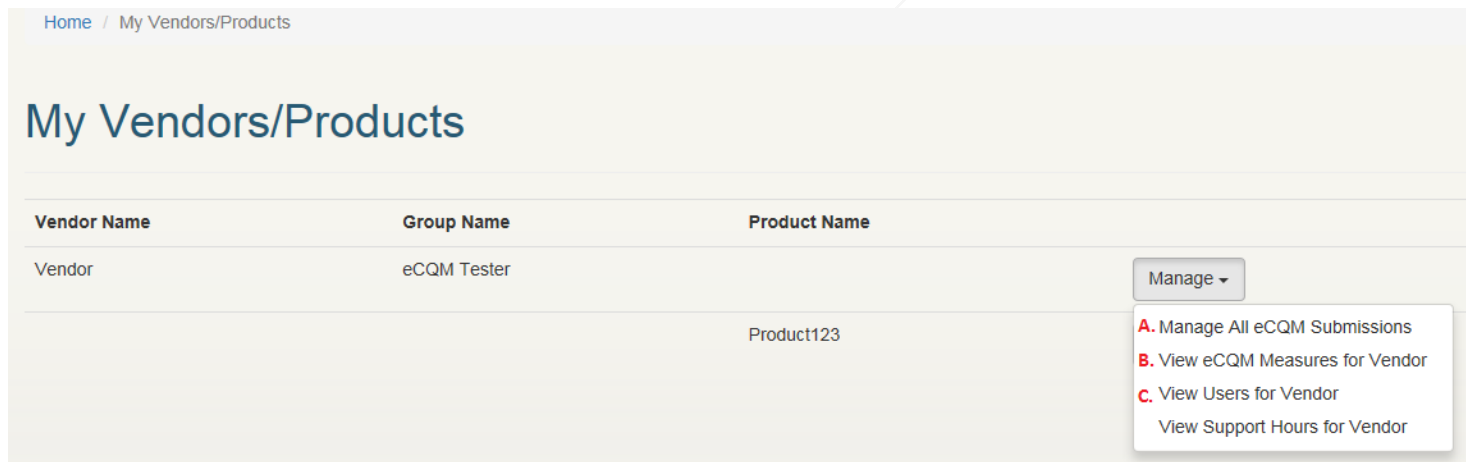 Home / My Vendors/Products
My Vendors/Products
Vendor Name Group Name Product Name
Vendor eCQM Tester Manage
Product123
A. Manage All eCQM Submissions
B. View eCQM Measures for Vendor
C. View Users for Vendor
View Support Hours for Vendor